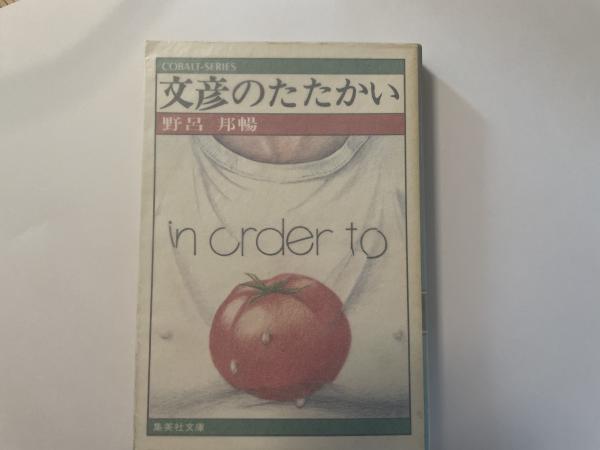 COBALT-SERIES
文彦のたたかい
野呂 邦暢
in order to
集英社文庫